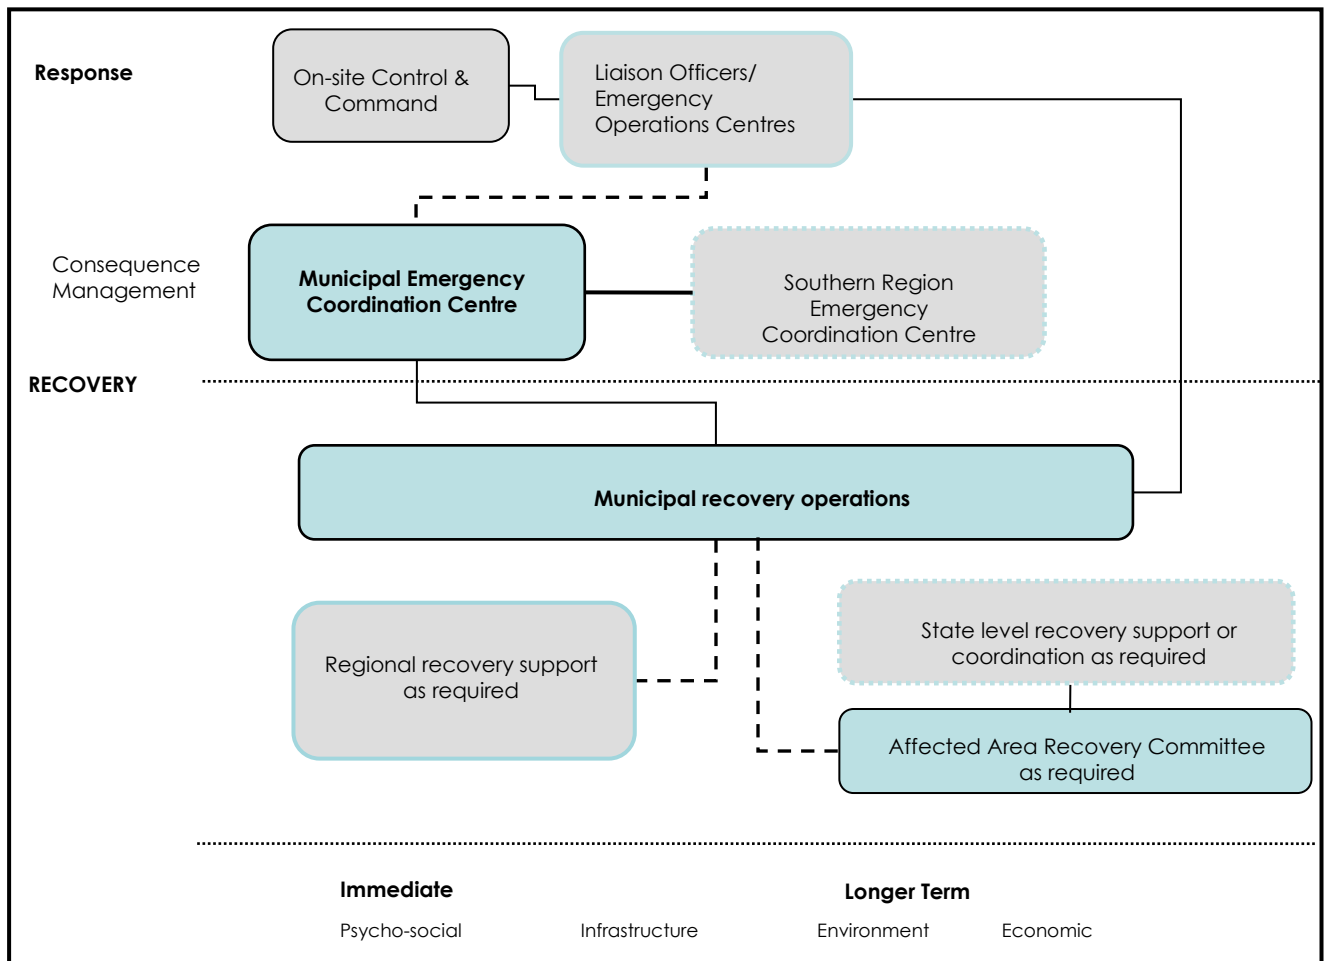 Response
On-site Control &
Command
Liaison Officers/
Emergency
Operations Centres
Consequence
Management
Municipal Emergency
Coordination Centre
Southern Region
Emergency
Coordination Centre
RECOVERY
Municipal recovery operations
Regional recovery support
as required
State level recovery support or
coordination as required
Affected Area Recovery Committee
as required
Immediate
Longer Term
Psycho-social
Infrastructure
Environment
Economic